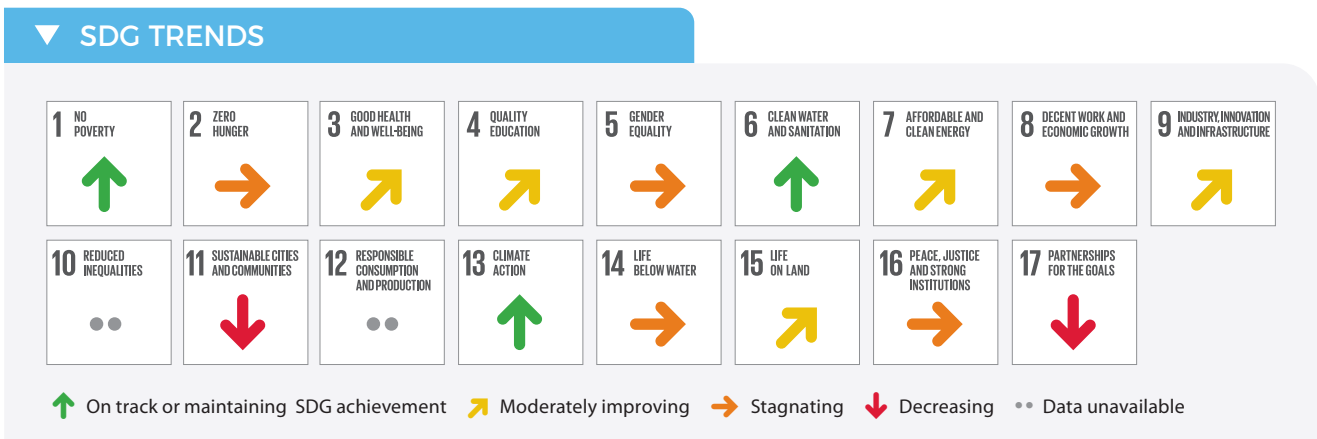 SDG TRENDS
1 NO
POVERTY
2 ZERO
HUNGER
3 GOOD HEALTH
AND WELL-BEING
4 QUALITY
EDUCATION
5 GENDER
EQUALITY
6 CLEAN WATER
AND SANITATION
7 AFFORDABLE AND
CLEAN ENERGY
8 DECENT WORK AND
ECONOMIC GROWTH
9 INDUSTRY, INNOVATION
AND INFRASTRUCTURE
10 REDUCED
INEQUALITIES
11 SUSTAINABLE CITIES
AND COMMUNITIES
12 RESPONSIBLE
CONSUMPTION
AND PRODUCTION
13 CLIMATE
ACTION
14 LIFE
BELOW WATER
15 LIFE
ON LAND
16 PEACE, JUSTICE
AND STRONG
INSTITUTIONS
17 PARTNERSHIPS
FOR THE GOALS
On track or maintaining SDG achievement
Moderately improving
Stagnating
Decreasing
Data unavailable